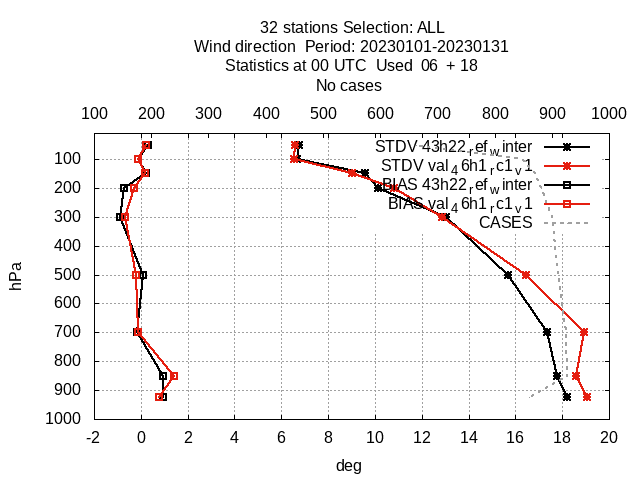 32 stations Selection: ALL
Wind direction  Period: 20230101-20230131
Statistics at 00 UTC  Used  06  + 18
No cases
100 200 300 400 450 550 600 700 800 900 1000
STDV 43h22_ref_winter
STDV val_46h1_rc1_v1
BIAS 43h22_ref_winter
BIAS val_46h1_rc1_v1
CASES
100
200
300
400
500
600
700
800
900
1000
hPa
-2 0 2 4 6 8 10 12 14 16 18 20
deg